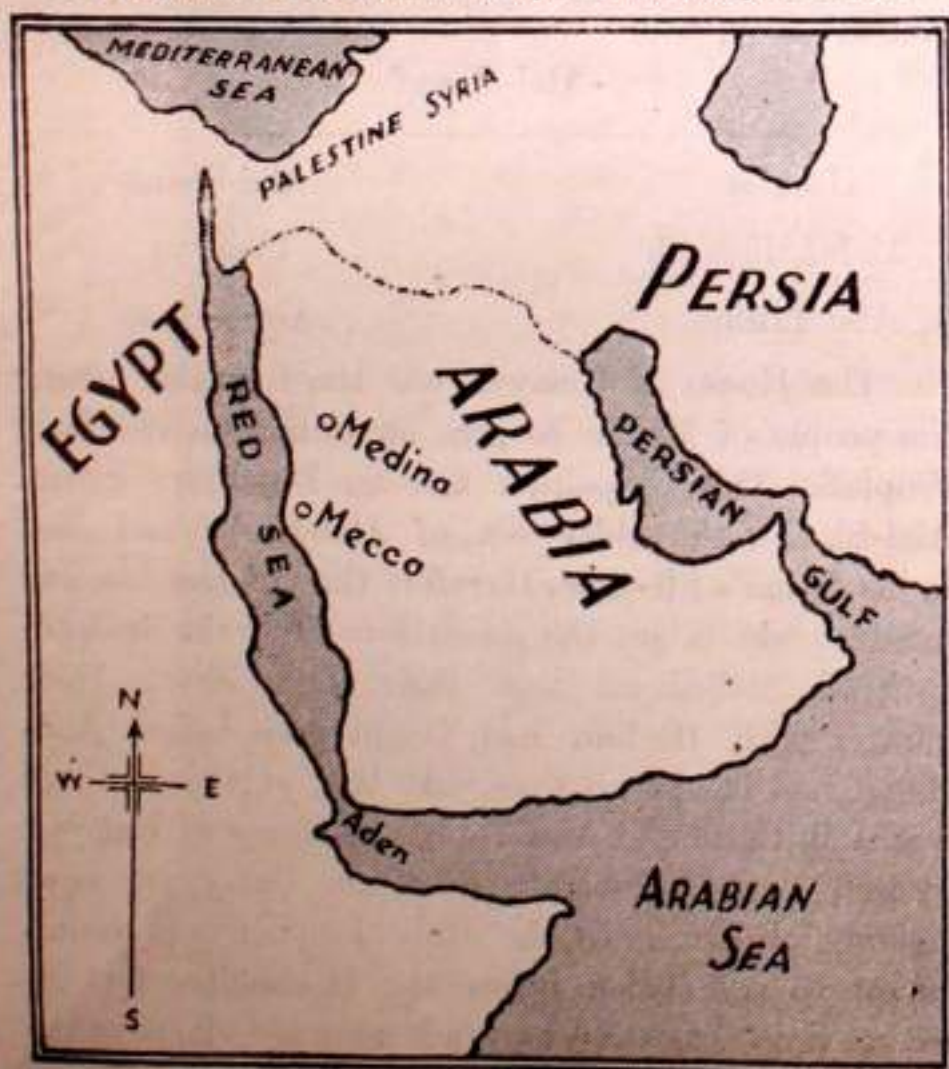 MEDITERRANEAN
SEA
PALESTINE SYRIA
PERSIA
EGYPT
RED SEA
ARABIA
Medina
Mecca
PERSIAN GULF
N
W E
S
Aden
ARABIAN
SEA